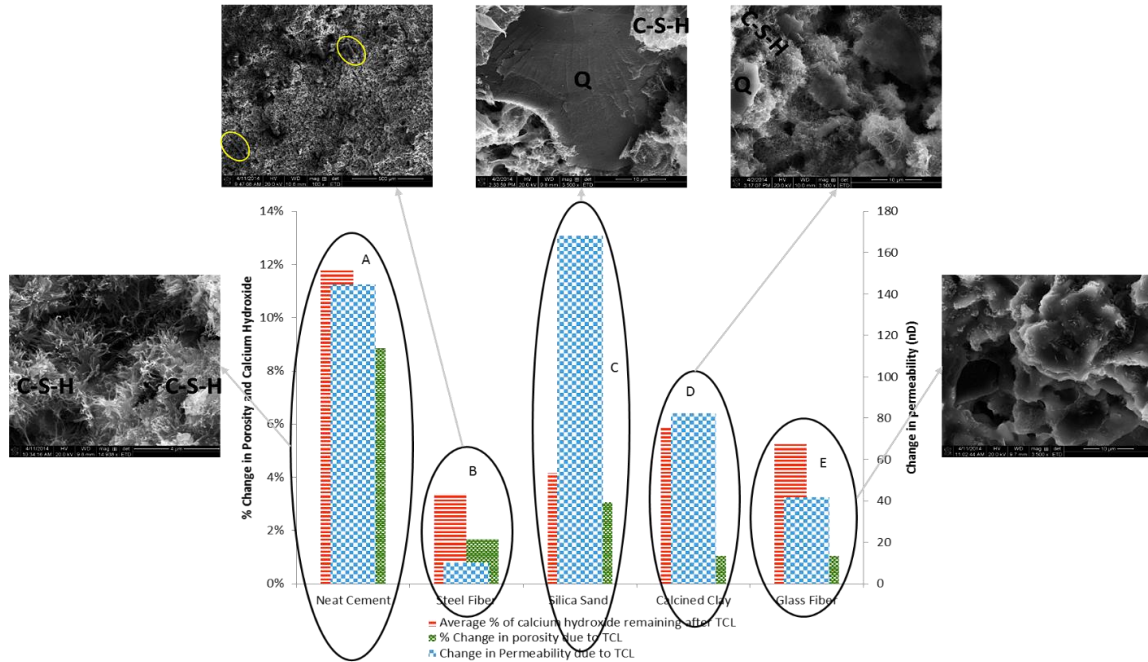 C-S-H
Q
C-S-H
Q
14%
12%
10%
8%
6%
4%
2%
0%
% Change in Porosity and Calcium Hydroxide
180
160
140
120
100
80
60
40
20
0
Change in permeability (nD)
A
B
C
D
E
C-S-H C-S-H
Neat Cement Steel Fiber Silica Sand Calcined Clay Glass Fiber
Average % of calcium hydroxide remaining after TCL
% Change in porosity due to TCL
Change in Permeability due to TCL